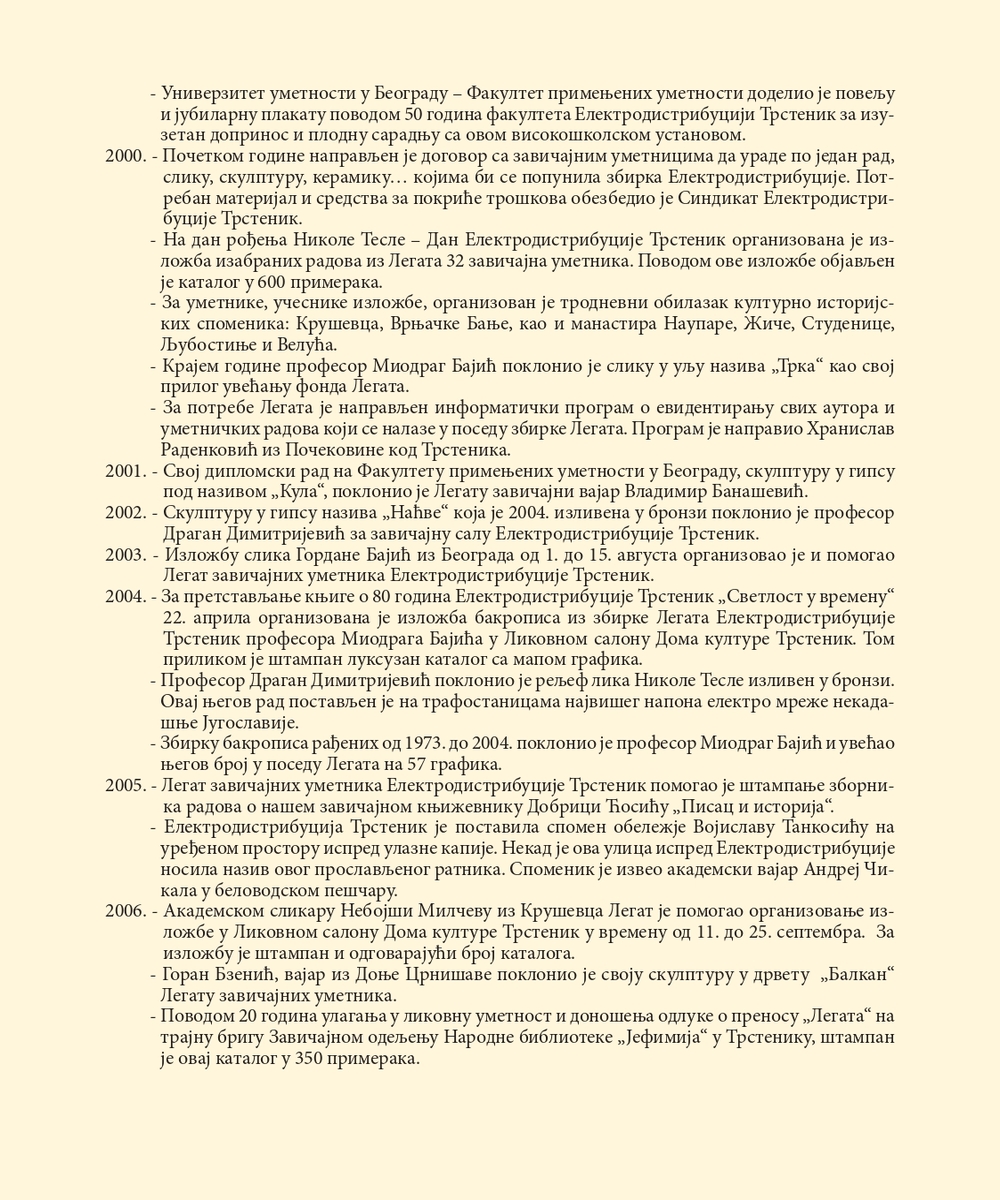 - Универзитет уметности у Београду – Факултет примењених уметности доделио је повељу
и јубиларну плакату поводом 50 година факултета Електродистрибуцији Трстеник за изу-
зетан допринос и плодну сарадњу са овом високошколском установом.
2000. - Почетком године направљен је договор са завичајним уметницима да ураде по један рад,
слику, скулптуру, керамику… којима би се попунила збирка Електродистрибуције. Пот-
ребан материјал и средства за покриће трошкова обезбедио је Синдикат Електродистри-
буције Трстеник.
- На дан рођења Николе Тесле – Дан Електродистрибуције Трстеник организована је из-
ложба изабраних радова из Легата 32 завичајна уметника. Поводом ове изложбе објављен
је каталог у 600 примерака.
- За уметнике, учеснике изложбе, организован је тродневни обилазак културно историјс-
ких споменика: Крушевца, Врњачке Бање, као и манастира Наупаре, Жиче, Студенице,
Љубостиње и Велућа.
- Крајем године професор Миодраг Бајић поклонио је слику у уљу назива „Трка“ као свој
прилог увећању фонда Легата.
- За потребе Легата је направљен информатички програм о евидентирању свих аутора и
уметничких радова који се налазе у поседу збирке Легата. Програм је направио Хранислав
Раденковић из Почековине код Трстеника.
2001. - Свој дипломски рад на Факултету примењених уметности у Београду, скулптуру у гипсу
под називом „Кула“, поклонио је Легату завичајни вајар Владимир Банашевић.
2002. - Скулптуру у гипсу назива „Наћве“ која је 2004. изливена у бронзи поклонио је професор
Драган Димитријевић за завичајну салу Електродистрибуције Трстеник.
2003. - Изложбу слика Гордане Бајић из Београда од 1. до 15. августа организовао је и помогао
Легат завичајних уметника Електродистрибуције Трстеник.
2004. - За претстављање књиге о 80 година Електродистрибуције Трстеник „Светлост у времену“
22. априла организована је изложба бакрописа из збирке Легата Електродистрибуције
Трстеник професора Миодрага Бајића у Ликовном салону Дома културе Трстеник. Том
приликом је штампан луксузан каталог са мапом графика.
- Професор Драган Димитријевић поклонио је рељеф лика Николе Тесле изливен у бронзи.
Овај његов рад постављен је на трафостаницама највишег напона електро мреже некада-
шње Југославије.
- Збирку бакрописа рађених од 1973. до 2004. поклонио је професор Миодраг Бајић и увећао
његов број у поседу Легата на 57 графика.
2005. - Легат завичајних уметника Електродистрибуције Трстеник помогао је штампање зборни-
ка радова о нашем завичајном књижевнику Добрици Ћосићу „Писац и историја“.
- Електродистрибуција Трстеник је поставила спомен обележје Војиславу Танкосићу на
уређеном простору испред улазне капије. Некад је ова улица испред Електродистрибуције
носила назив овог прослављеног ратника. Споменик је извео академски вајар Андреј Чи-
кала у беловодском пешчару.
2006. - Академском сликару Небојши Милчеву из Крушевца Легат је помогао организовање из-
ложбе у Ликовном салону Дома културе Трстеник у времену од 11. до 25. септембра. За
изложбу је штампан и одговарајући број каталога.
- Горан Бзенић, вајар из Доње Црнишаве поклонио је своју скулптуру у дрвету „Балкан“
Легату завичајних уметника.
- Поводом 20 година улагања у ликовну уметност и доношења одлуке о преносу „Легата“ на
трајну бригу Завичајном одељењу Народне библиотеке „Јефимија“ у Трстенику, штампан
је овај каталог у 350 примерака.